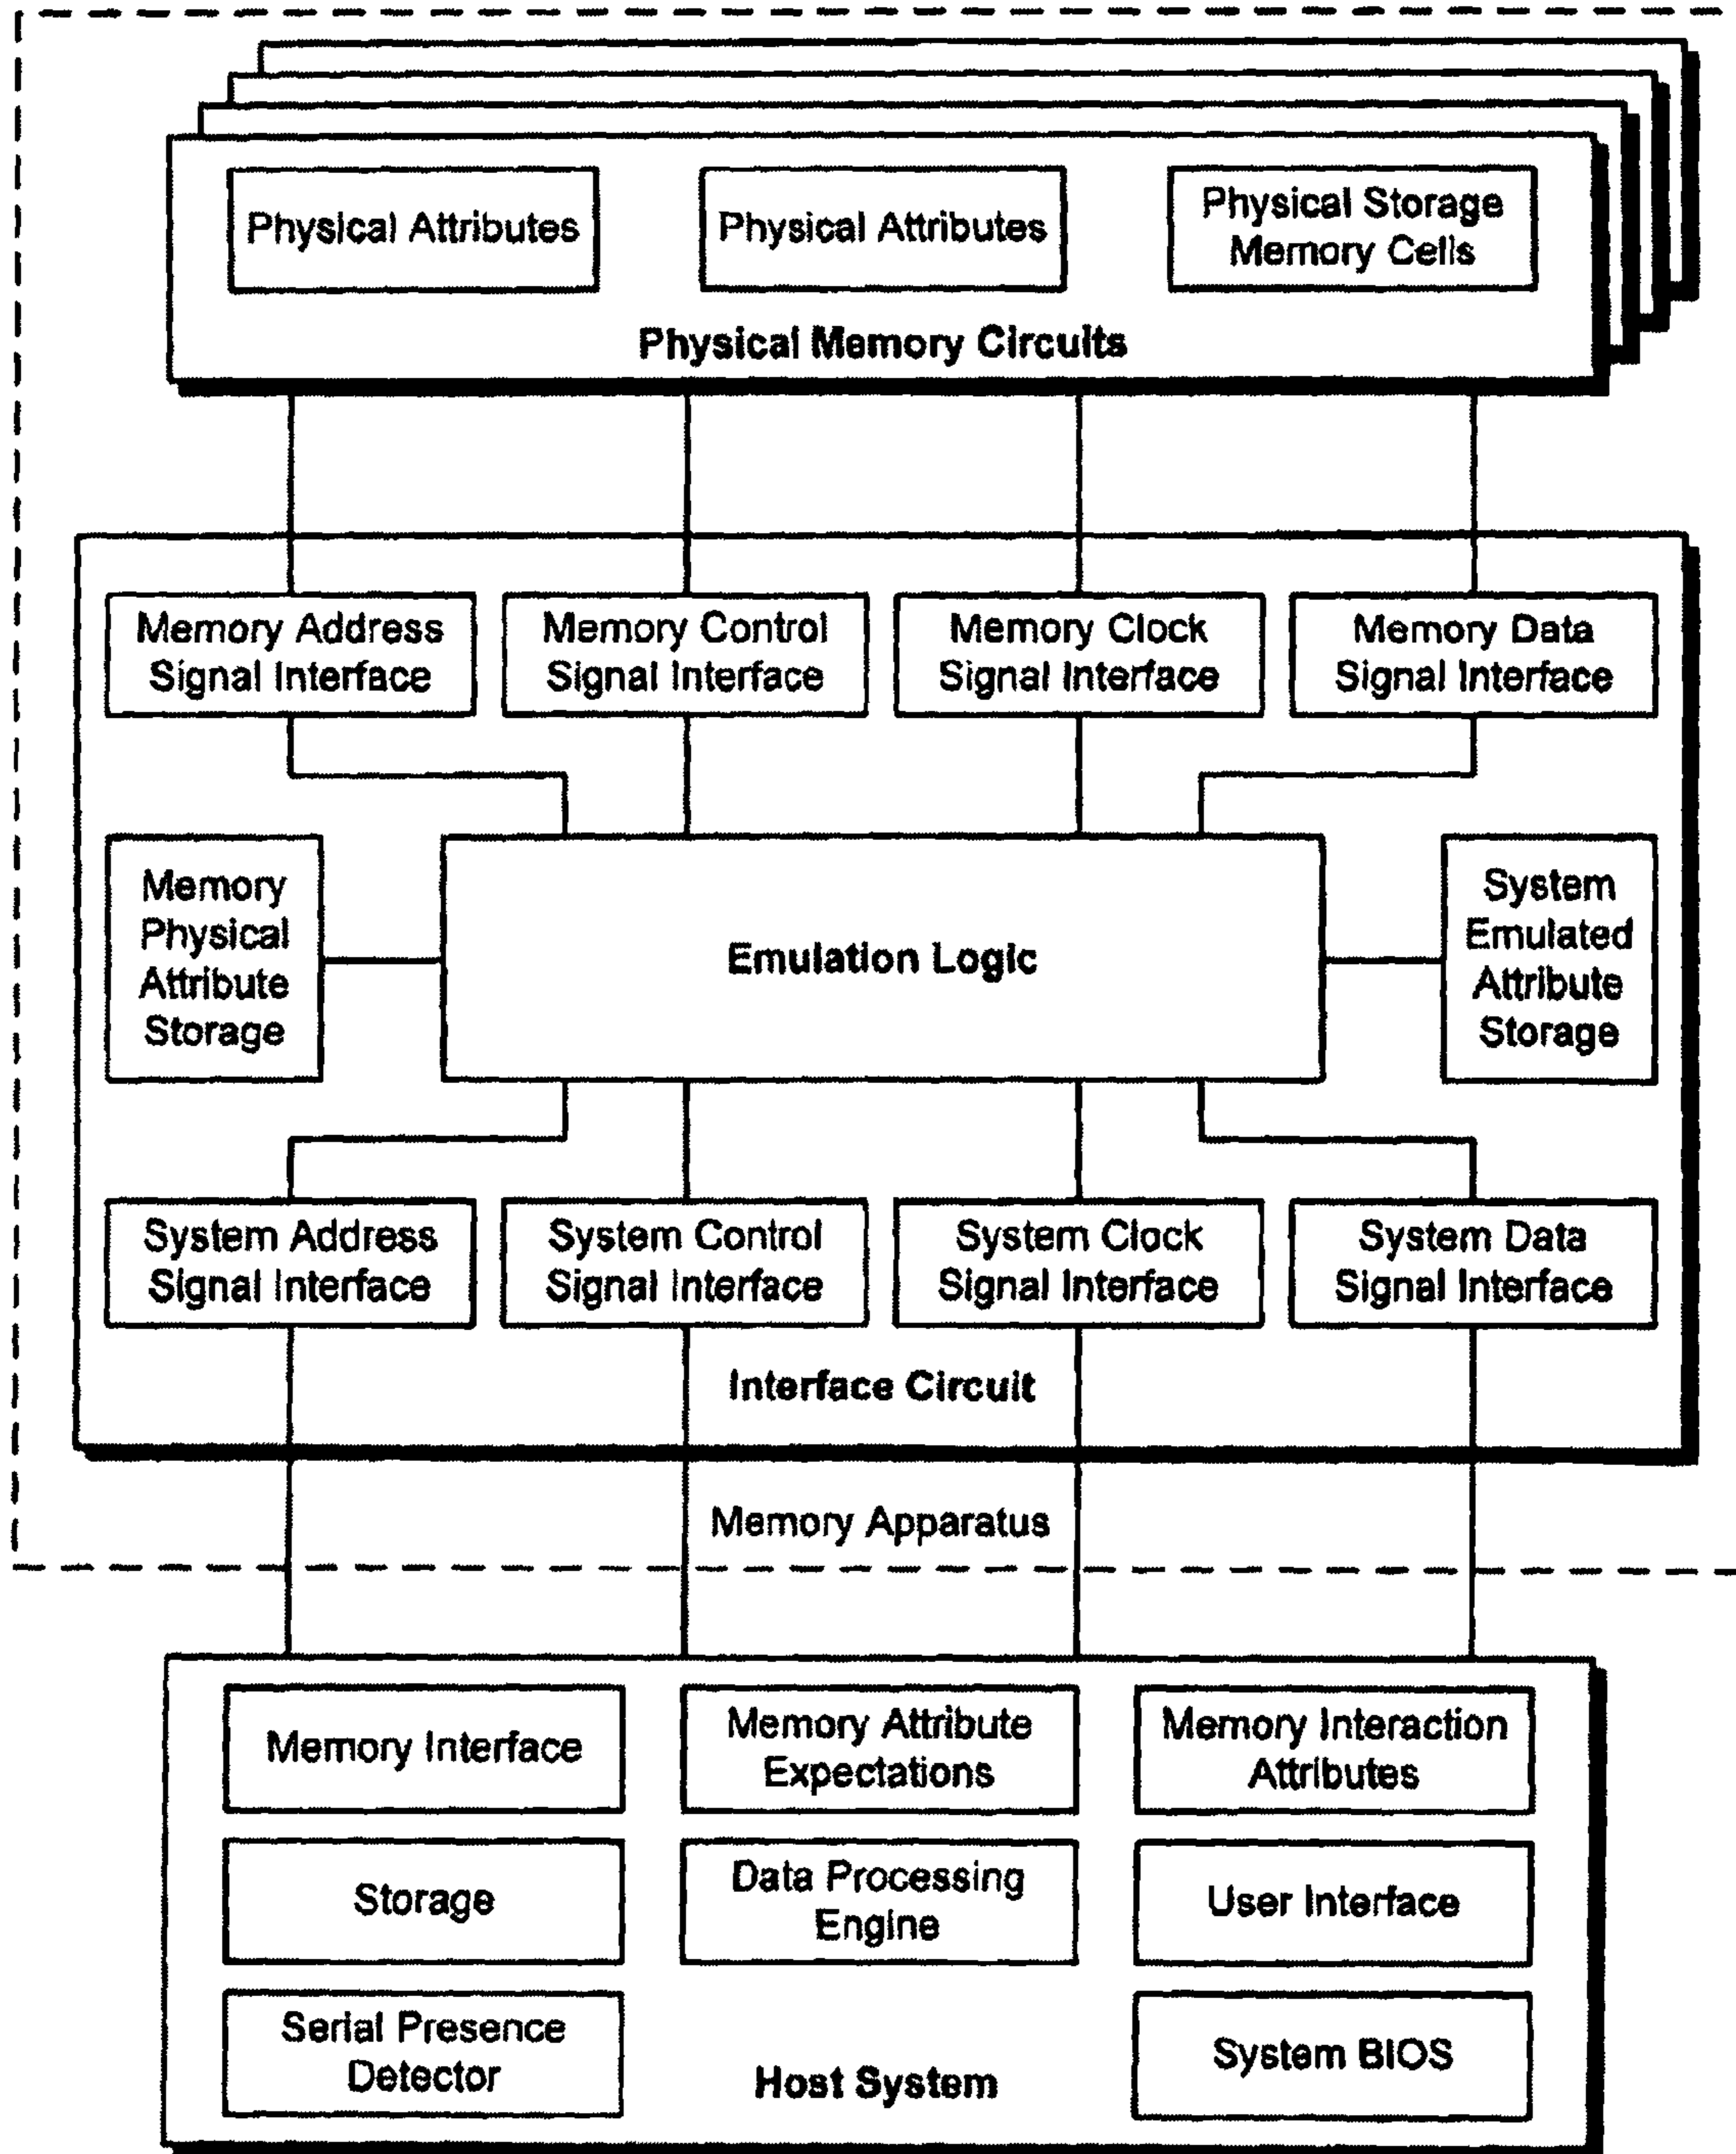 Physical Attributes
Physical Attributes
Physical Storage
Memory Cells
Physical Memory Circuits
Memory Address
Signal Interface
Memory Control
Signal Interface
Memory Clock
Signal Interface
Memory Data
Signal Interface
Memory
Physical
Attribute
Storage
Emulation Logic
System
Emulated
Attribute
Storage
System Address
Signal Interface
System Control
Signal Interface
System Clock
Signal Interface
System Data
Signal Interface
Interface Circuit
Memory Apparatus
Memory Interface
Memory Attribute
Expectations
Memory Interaction
Attributes
Storage
Data Processing
Engine
User Interface
Serial Presence
Detector
Host System
System BIOS